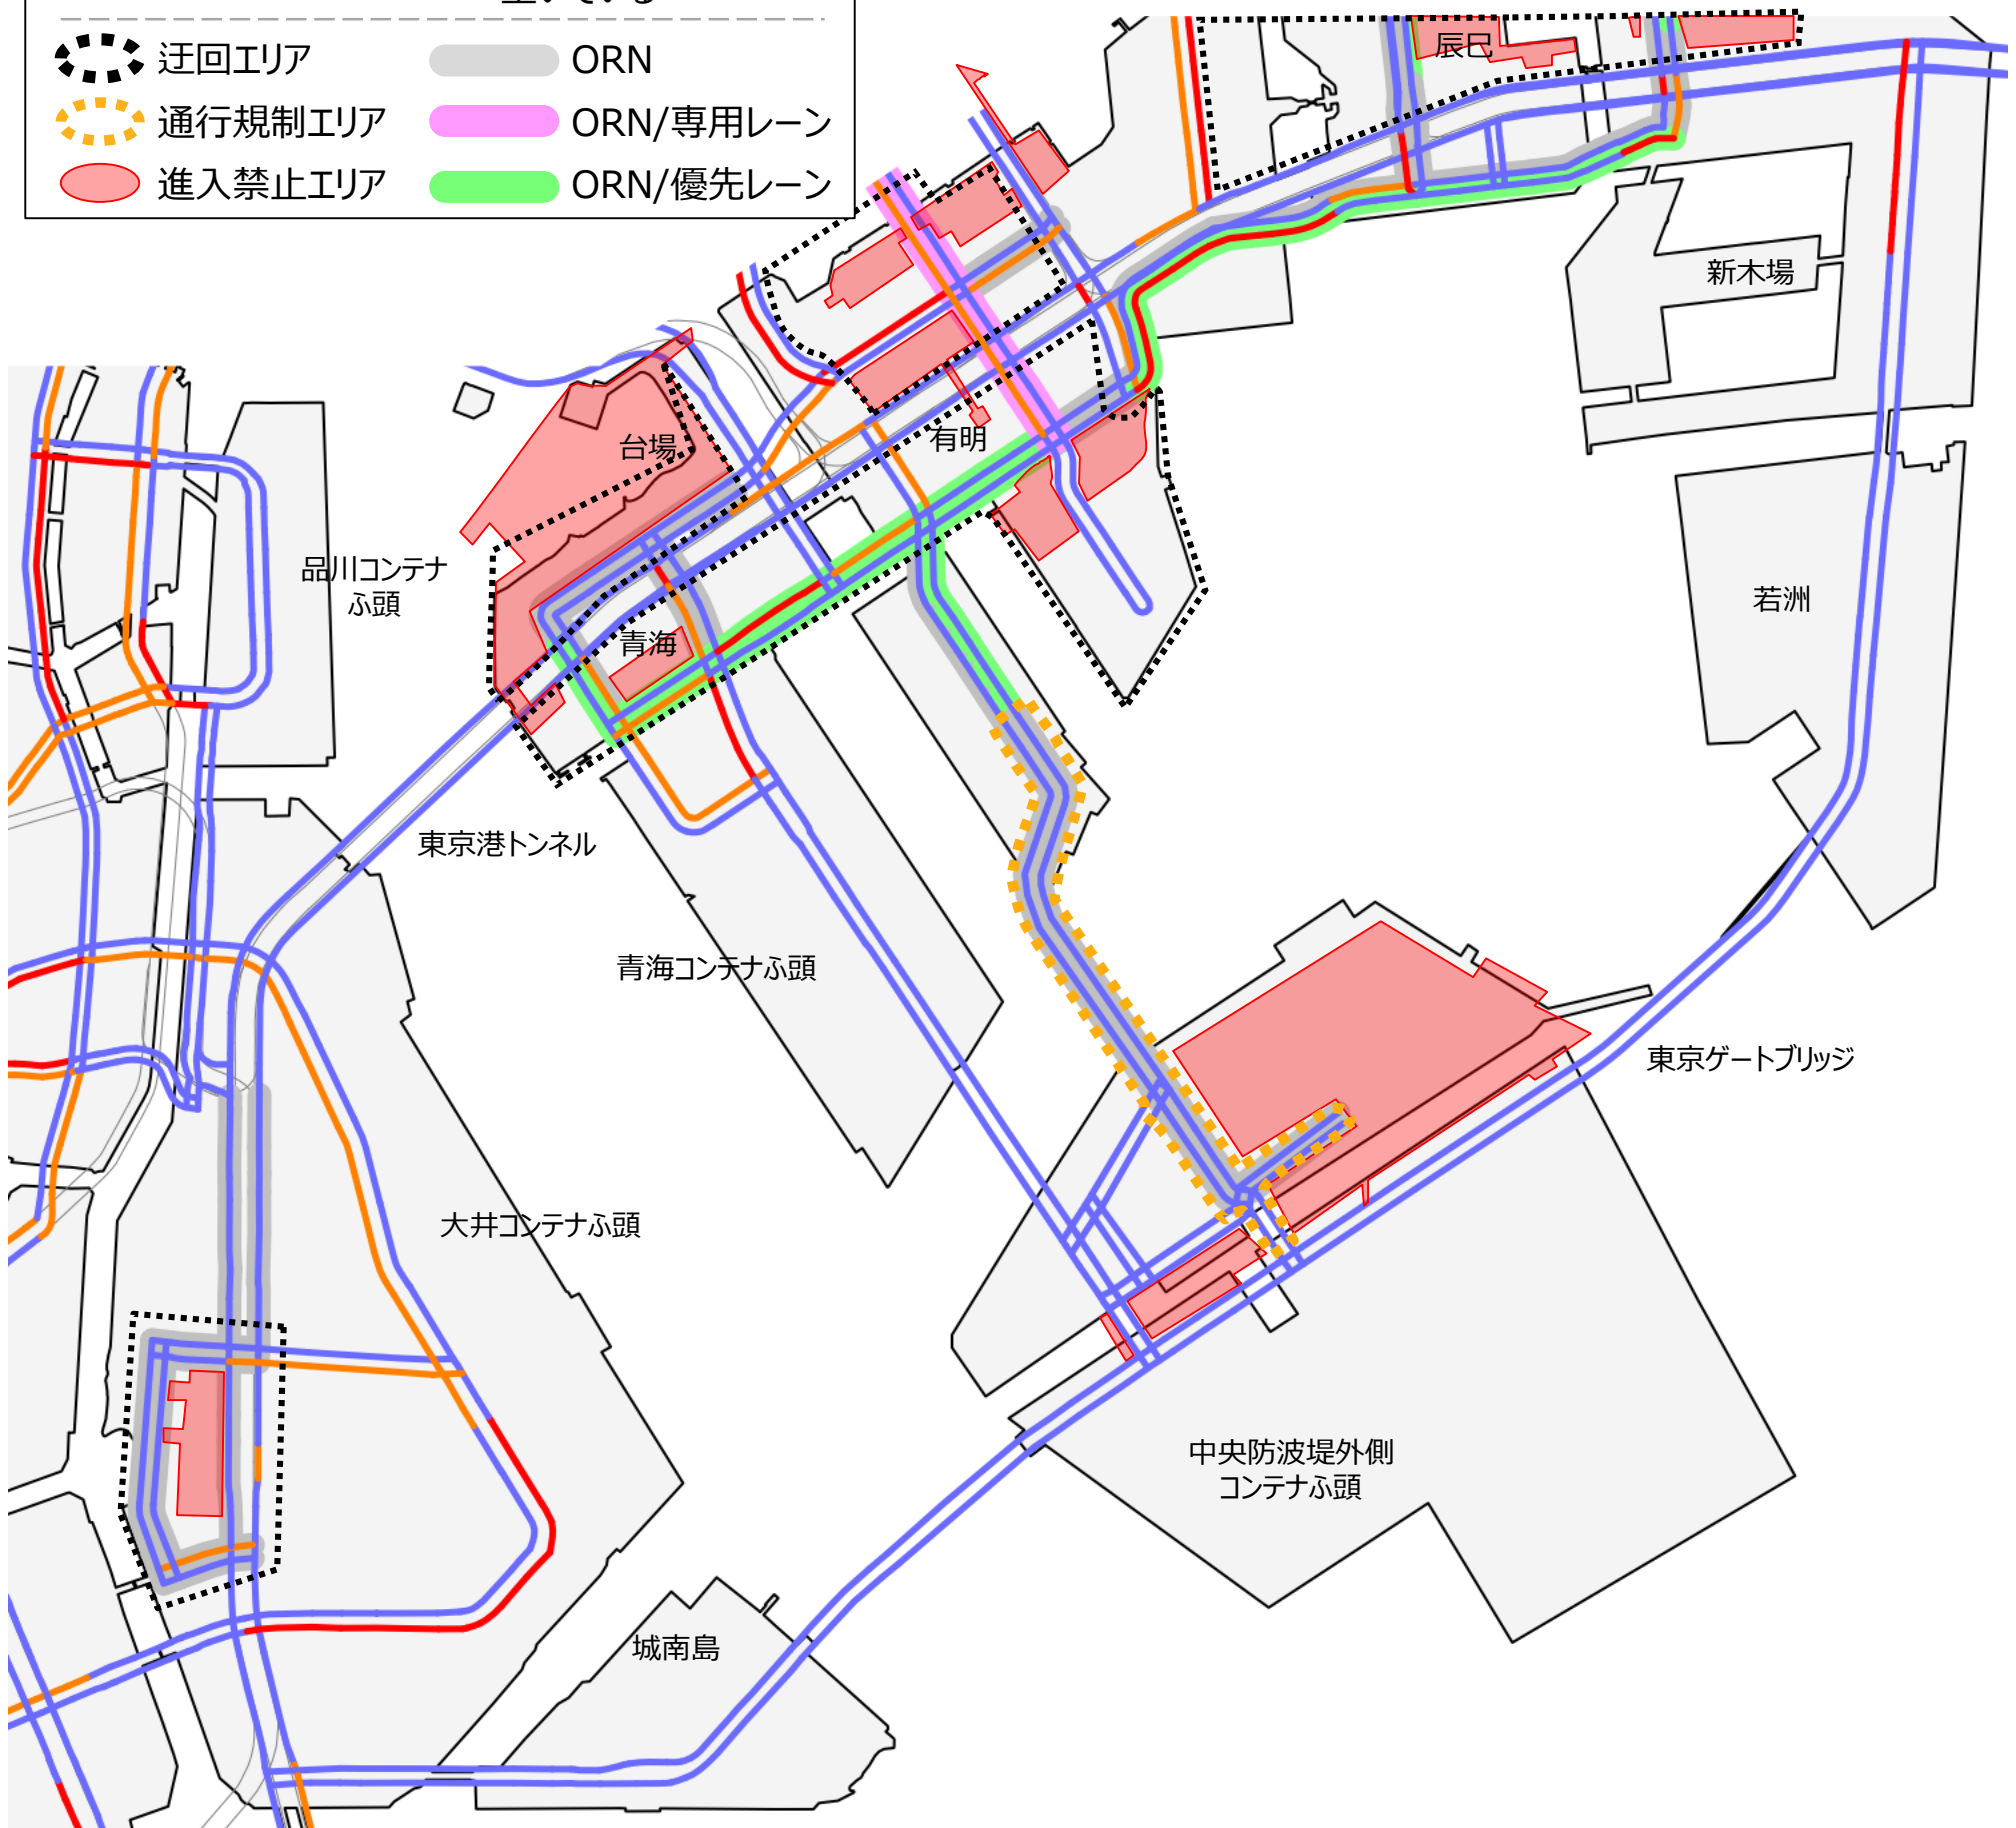 迂回エリア
ORN
通行規制エリア
ORN/専用レーン
進入禁止エリア
ORN/優先レーン
辰巳
新木場
台場
有明
品川コンテナ
ふ頭
若洲
青海
東京港トンネル
青海コンテナふ頭
東京ゲートブリッジ
大井コンテナふ頭
中央防波堤外側
コンテナふ頭
城南島